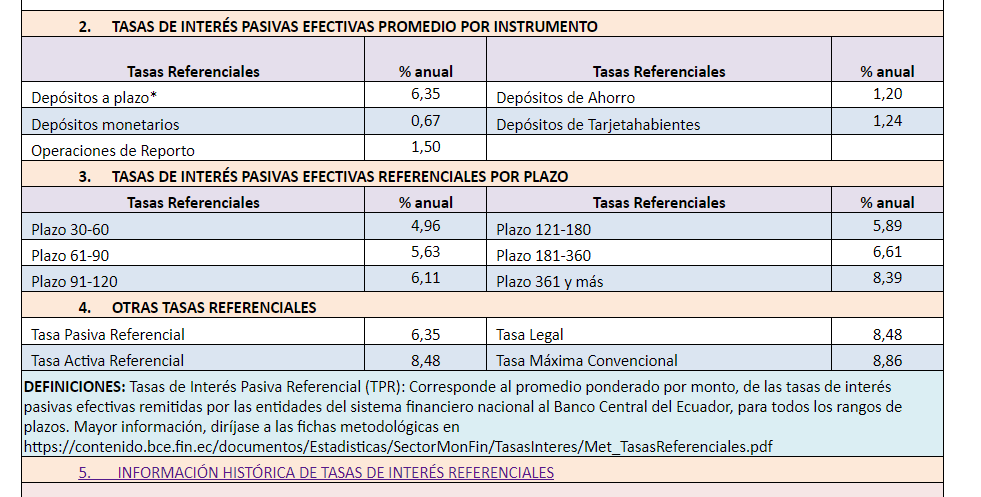 2. TASAS DE INTERÉS PASIVAS EFECTIVAS PROMEDIO POR INSTRUMENTO
Tasas Referenciales % anual Tasas Referenciales % anual
Depósitos a plazo* 6,35 Depósitos de Ahorro 1,20
Depósitos monetarios 0,67 Depósitos de Tarjetahabientes 1,24
Operaciones de Reporto 1,50
3. TASAS DE INTERÉS PASIVAS EFECTIVAS REFERENCIALES POR PLAZO
Tasas Referenciales % anual Tasas Referenciales % anual
Plazo 30-60 4,96 Plazo 121-180 5,89
Plazo 61-90 5,63 Plazo 181-360 6,61
Plazo 91-120 6,11 Plazo 361 y más 8,39
4. OTRAS TASAS REFERENCIALES
Tasa Pasiva Referencial 6,35 Tasa Legal 8,48
Tasa Activa Referencial 8,48 Tasa Máxima Convencional 8,86
DEFINICIONES: Tasas de Interés Pasiva Referencial (TPR): Corresponde al promedio ponderado por monto, de las tasas de interés
pasivas efectivas remitidas por las entidades del sistema financiero nacional al Banco Central del Ecuador, para todos los rangos de
plazos. Mayor información, diríjase a las fichas metodológicas en
https://contenido.bce.fin.ec/documentos/Estadisticas/SectorMonFin/TasasInteres/Met_TasasReferenciales.pdf
5. INFORMACIÓN HISTÓRICA DE TASAS DE INTERÉS REFERENCIALES